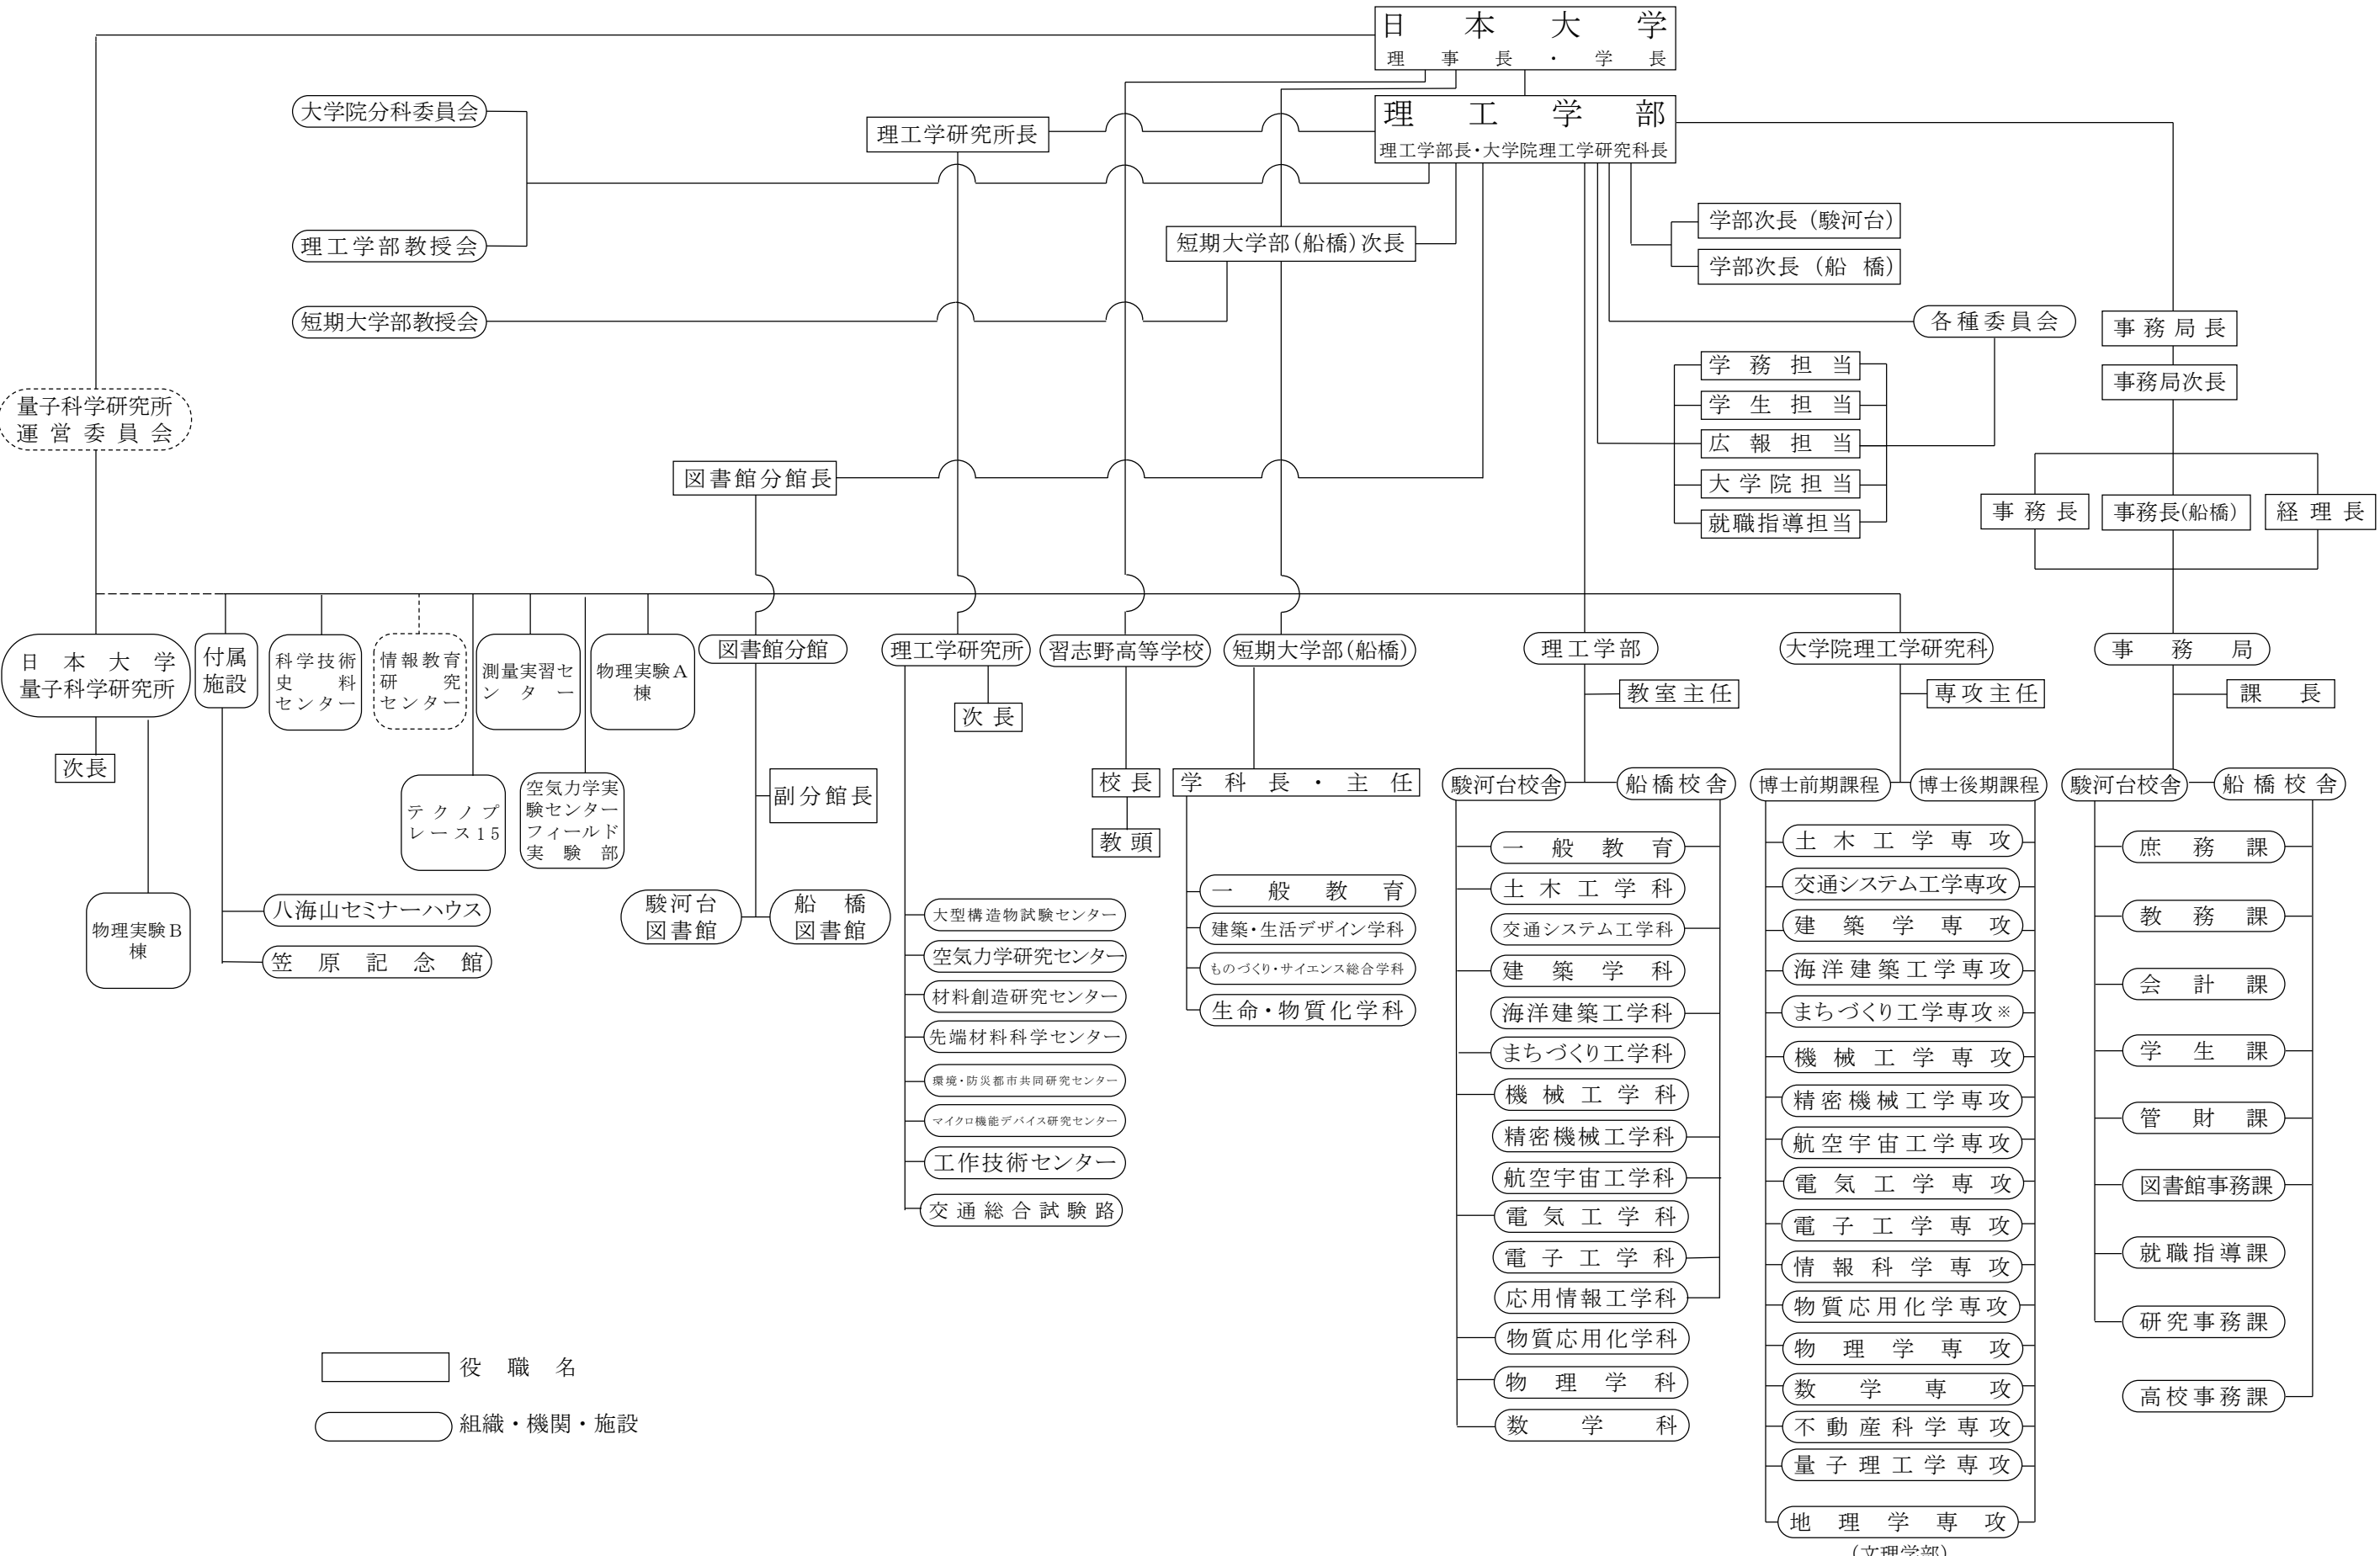 日本大学
理事長・学長
理工学部
理工学部長・大学院理工学研究科長
大学院分科委員会
理工学研究所長
理工学部教授会
短期大学部(船橋)次長
学部次長(駿河台)
学部次長(船橋)
短期大学部教授会
各種委員会
事務局長
事務局次長
学務担当
学生担当
広報担当
大学院担当
就職指導担当
量子科学研究所
運営委員会
図書館分館長
事務長
事務長(船橋)
経理長
日本大学
量子科学研究所
付属
施設
科学技術
史料
センター
情報教育
研究
センター
測量実習セ
ンター
物理実験A
棟
図書館分館
理工学研究所
習志野高等学校
短期大学部(船橋)
理工学部
大学院理工学研究科
事務局
次長
教室主任
専攻主任
課長
次長
テクノプ
レース15
空気力学実
験センター
フィールド
実験部
副分館長
校長
教頭
学科長・主任
駿河台校舎
船橋校舎
博士前期課程
博士後期課程
駿河台校舎
船橋校舎
物理実験B
棟
八海山セミナーハウス
笠原記念館
駿河台
図書館
船橋
図書館
大型構造物試験センター
空気力学研究センター
材料創造研究センター
先端材料科学センター
環境・防災都市共同研究センター
マイクロ機能デバイス研究センター
工作技術センター
交通総合試験路
一般教育
建築・生活デザイン学科
ものづくり・サイエンス総合学科
生命・物質化学科
一般教育
土木工学科
交通システム工学科
建築学科
海洋建築工学科
まちづくり工学科
機械工学科
精密機械工学科
航空宇宙工学科
電気工学科
電子工学科
応用情報工学科
物質応用化学科
物理学科
数学科
土木工学専攻
交通システム工学専攻
建築学専攻
海洋建築工学専攻
まちづくり工学専攻※
機械工学専攻
精密機械工学専攻
航空宇宙工学専攻
電気工学専攻
電子工学専攻
情報科学専攻
物質応用化学専攻
物理学専攻
数学専攻
不動産科学専攻
量子理工学専攻
地理学専攻
(文理学部)
庶務課
教務課
会計課
学生課
管財課
図書館事務課
就職指導課
研究事務課
高校事務課
役職名
組織・機関・施設